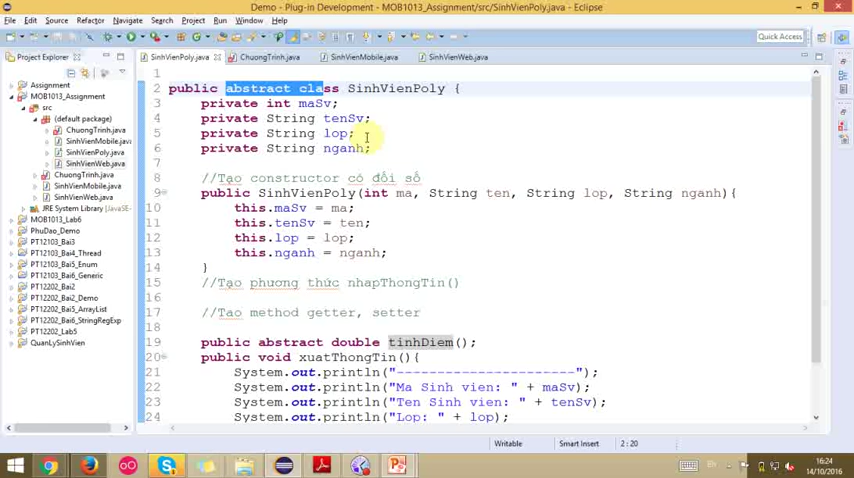 Demo - Plug-in Development - MOB1013_Assignment/src/SinhVienPoly.java - Eclipse
File Edit Source Refactor Navigate Search Project Run Window Help
Quick Access
Project Explorer
SinhVienPoly.java
ChuongTrinh.java
SinhVienMobile.java
SinhVienWeb.java
Assignment
MOB1013_Assignment
src
(default package)
ChuongTrinh.java
SinhVienMobile.java
SinhVienPoly.java
SinhVienWeb.java
ChuongTrinh.java
SinhVienMobile.java
SinhVienWeb.java
JRE System Library [JavaSE-
MOB1013_Lab6
PhuDao_Demo
PT12103_Bai3
PT12103_Bai4_Thread
PT12103_Bai5_Enum
PT12103_Bai6_Generic
PT12202_Bai2
PT12202_Bai2_Demo
PT12202_Bai5_ArrayList
PT12202_Bai6_StringRegExp
PT12202_Lab5
QuanLySinhVien
1
2 public abstract class SinhVienPoly {
3 private int maSv;
4 private String tenSv;
5 private String lop;
6 private String nganh;
7
8 //Tạo constructor có đối số
9 public SinhVienPoly(int ma, String ten, String lop, String nganh){
10 this.maSv = ma;
11 this.tenSv = ten;
12 this.lop = lop;
13 this.nganh = nganh;
14 }
15 //Tạo phương thức nhapThongTin()
16
17 //Tao method getter, setter
18
19 public abstract double tinhDiem();
20 public void xuatThongTin(){
21 System.out.println("----------------------");
22 System.out.println("Ma Sinh vien: " + maSv);
23 System.out.println("Ten Sinh vien: " + tenSv);
24 System.out.println("Lop: " + lop);
Writable
Smart Insert
2 : 20
EN
16:24
14/10/2016